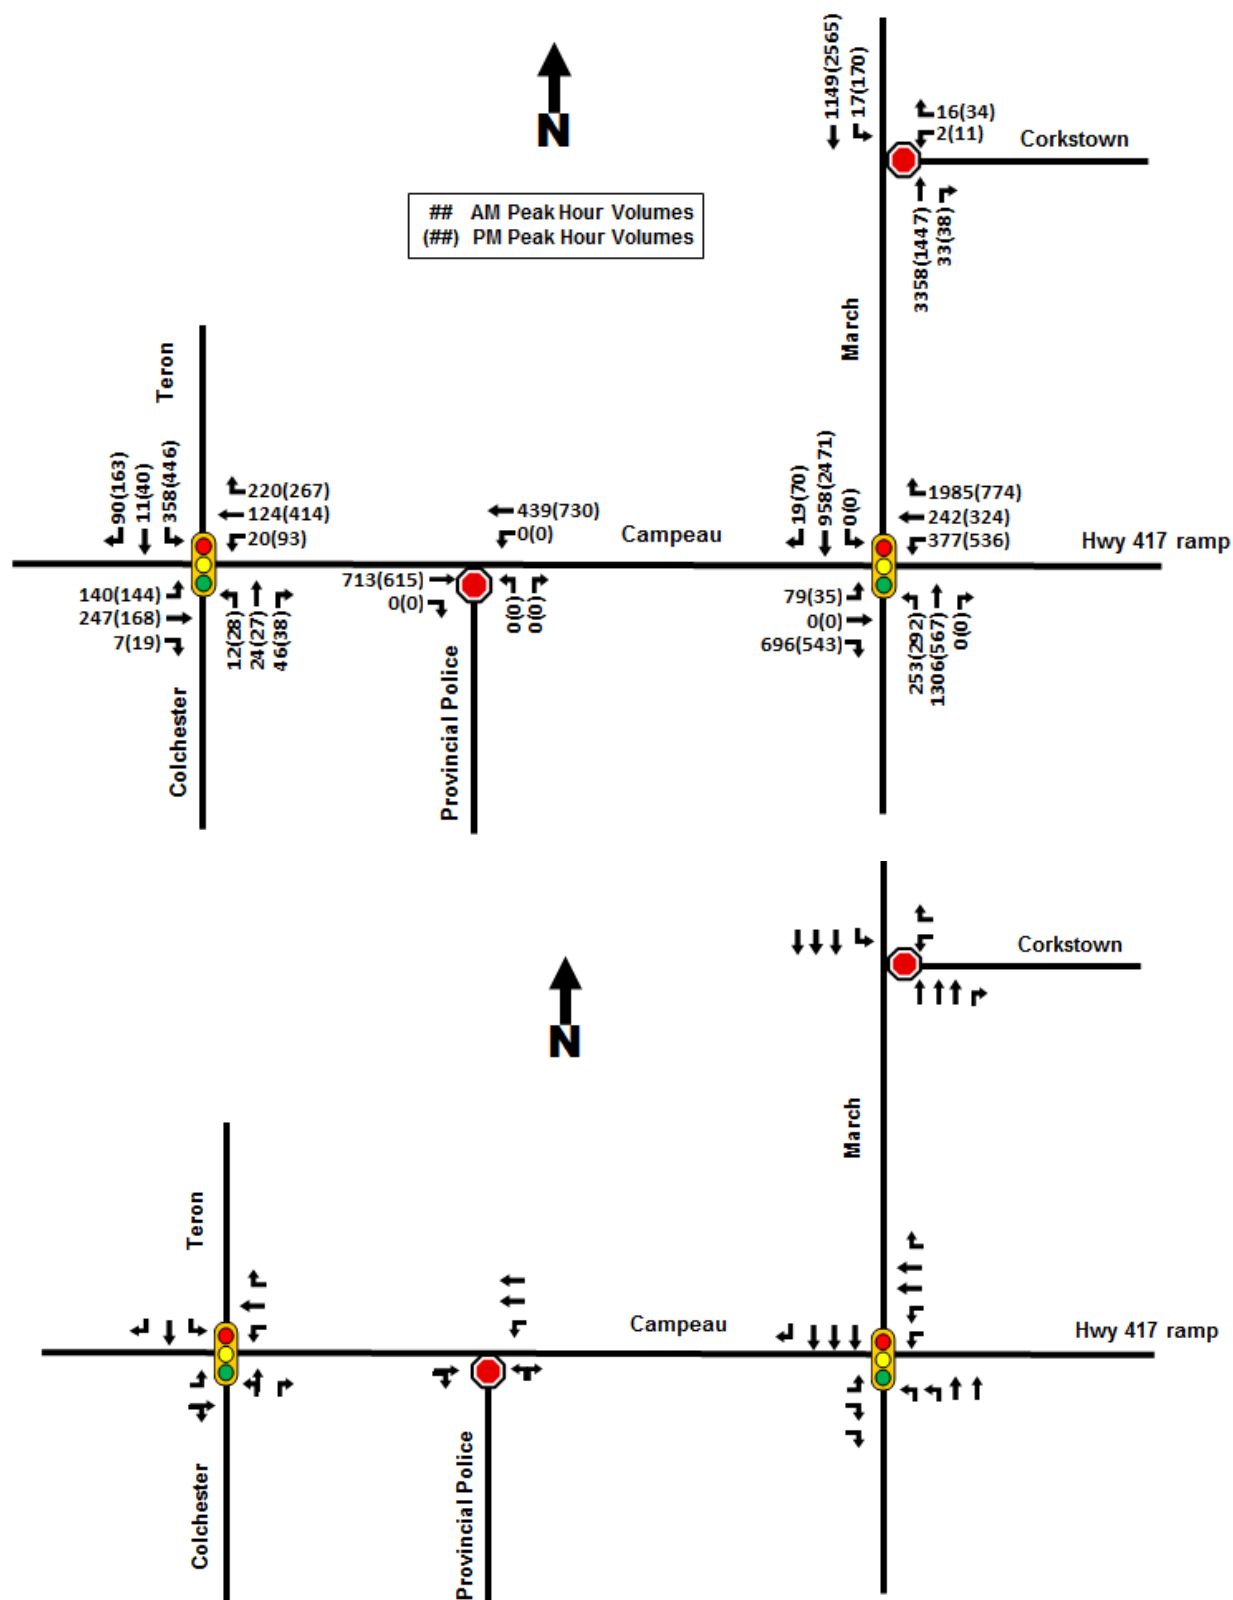 1149(2565)
17(170)
16(34)
2(11)
Corkstown
N
## AM Peak Hour Volumes
(##) PM Peak Hour Volumes
3358(1447)
33(38)
March
Teron
90(163)
11(40)
358(446)
220(267)
124(414)
20(93)
439(730)
0(0)
Campeau
19(70)
958(2471)
0(0)
1985(774)
242(324)
377(536)
Hwy 417 ramp
140(144)
247(168)
7(19)
12(28)
24(27)
46(38)
713(615)
0(0)
0(0)
0(0)
79(35)
0(0)
696(543)
253(292)
1306(567)
0(0)
Colchester
Provincial Police
Corkstown
N
March
Teron
Campeau
Hwy 417 ramp
Colchester
Provincial Police